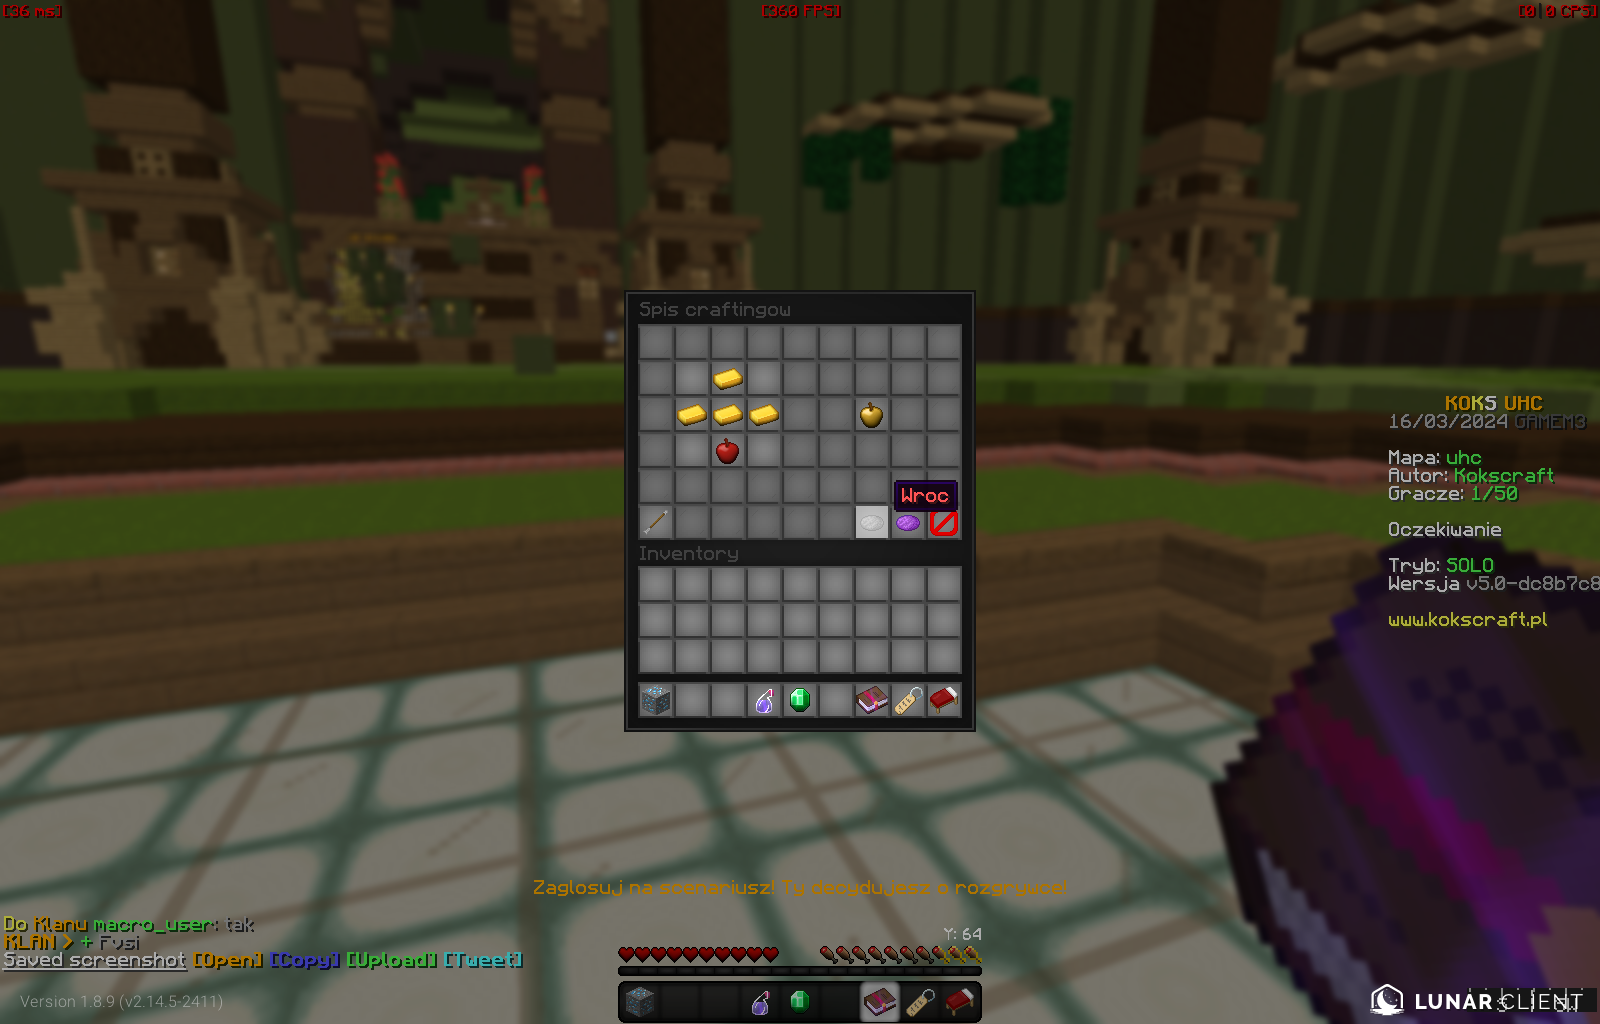 [36 ms]
[360 FPS]
[0|0 CPS]
Spis craftingow
Wroc
Inventory
KOKS UHC
16/03/2024 GAMEM3
Mapa: uhc
Autor: Kokscraft
Gracze: 1/50
Oczekiwanie
Tryb: SOLO
Wersja v5.0-dc8b7c8
www.kokscraft.pl
Zaglosuj na scenariusz! Ty decydujesz o rozgrywce!
Do Klanu macro_user: tak
KLAN > + Fvsi
Saved screenshot [Open] [Copy] [Upload] [Tweet]
Y: 64
Version 1.8.9 (v2.14.5-2411)
LUNAR CLIENT